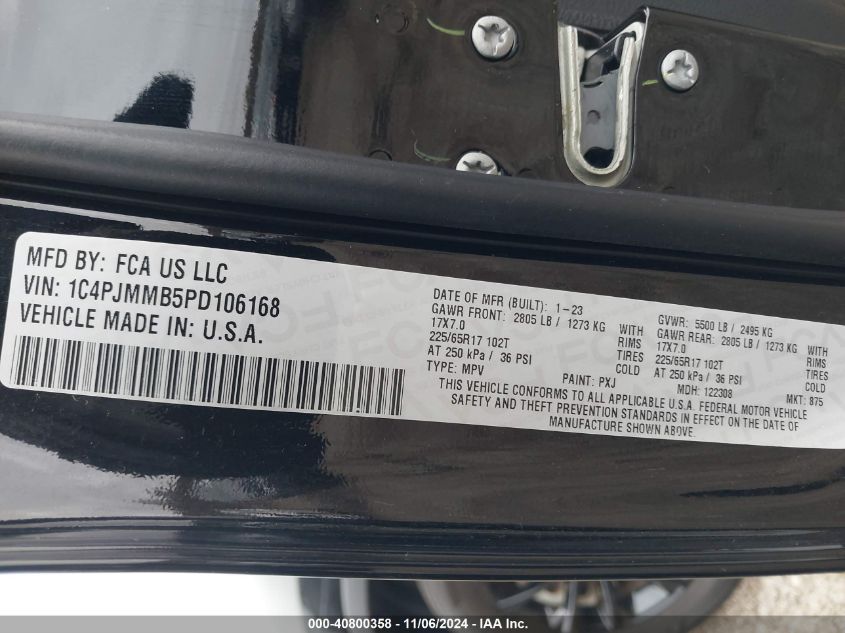 MFD BY: FCA US LLC
VIN: 1C4PJMMB5PD106168
VEHICLE MADE IN: U.S.A.
DATE OF MFR (BUILT): 1-23 GVWR: 5500 LB / 2495 KG
GAWR FRONT: 2805 LB / 1273 KG WITH GAWR REAR: 2805 LB / 1273 KG WITH
17X7.0 RIMS 17X7.0 RIMS
225/65R17 102T TIRES 225/65R17 102T TIRES
AT 250 kPa / 36 PSI COLD AT 250 kPa / 36 PSI COLD
TYPE: MPV PAINT: PXJ MDH: 122308 MKT: 875
THIS VEHICLE CONFORMS TO ALL APPLICABLE U.S.A. FEDERAL MOTOR VEHICLE
SAFETY AND THEFT PREVENTION STANDARDS IN EFFECT ON THE DATE OF
MANUFACTURE SHOWN ABOVE.
000-40800358 - 11/06/2024 - IAA Inc.